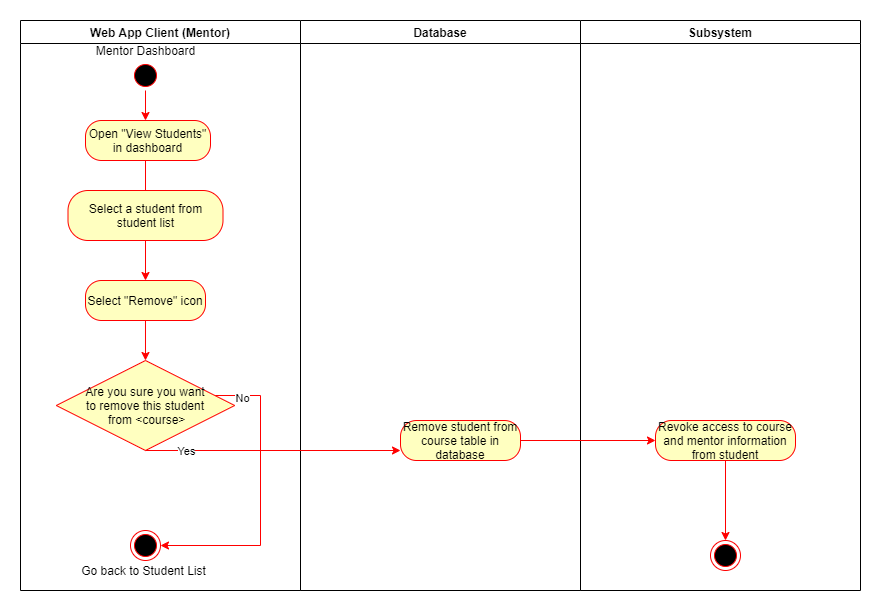 Web App Client (Mentor)
Database
Subsystem
Mentor Dashboard
Open "View Students"
in dashboard
Select a student from
student list
Select "Remove" icon
Are you sure you want
to remove this student
from <course>
No
Yes
Remove student from
course table in
database
Revoke access to course
and mentor information
from student
Go back to Student List